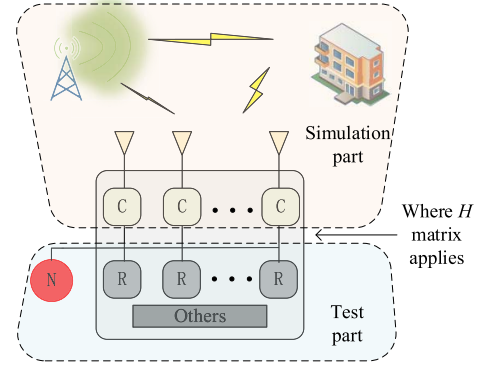 Simulation
part
C C C
Where H
matrix
applies
N R R R
Others
Test
part